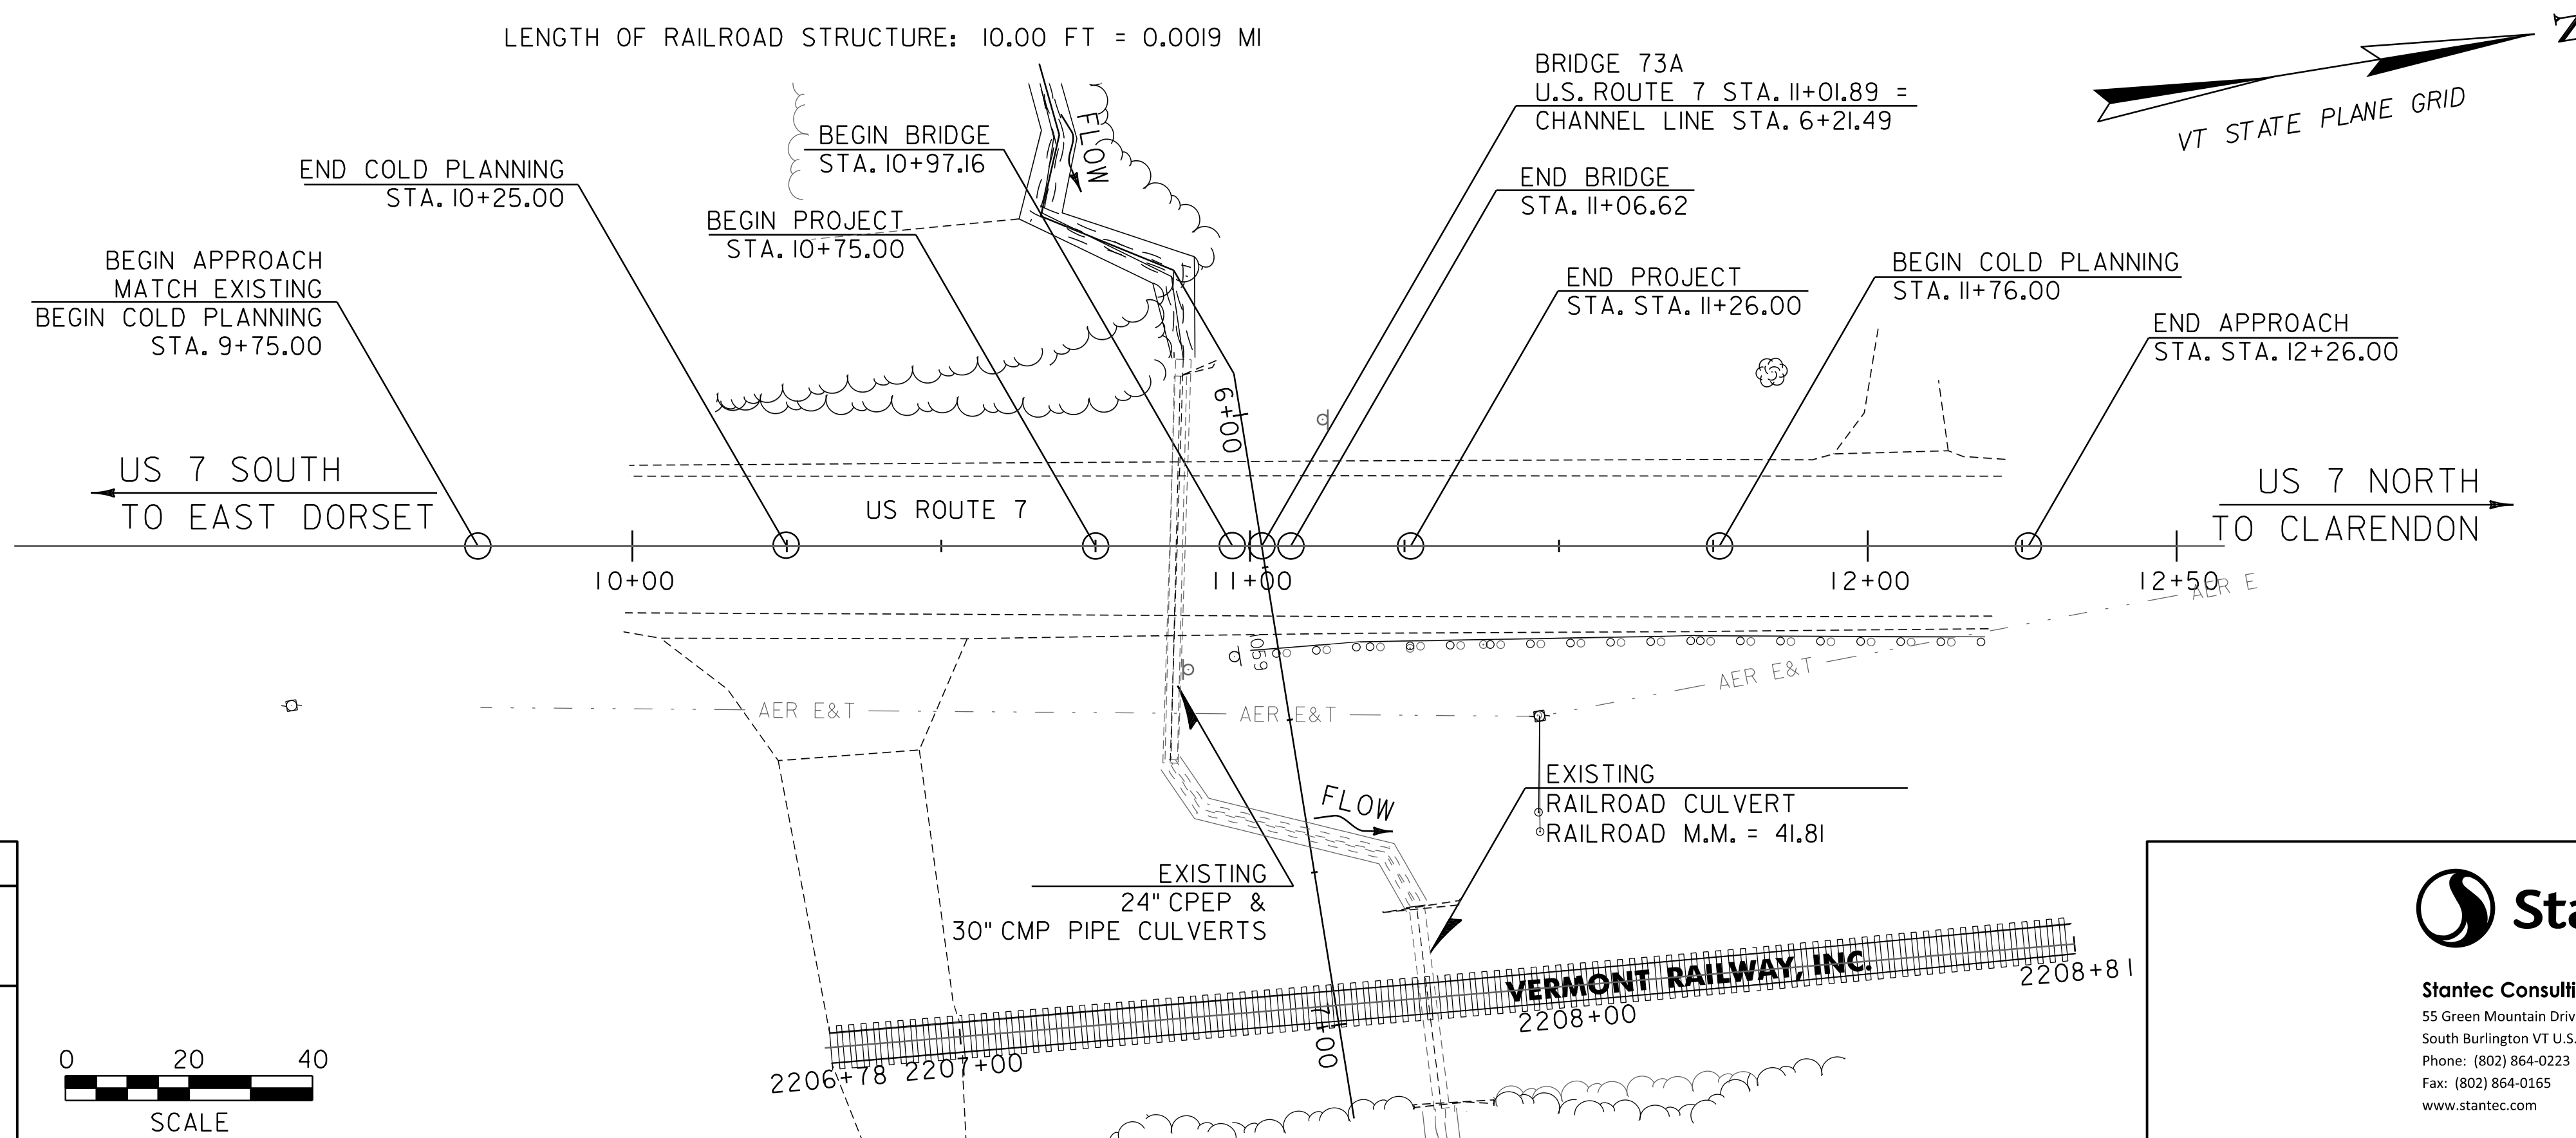 LENGTH OF RAILROAD STRUCTURE: 10.00 FT = 0.0019 MI
BRIDGE 73A
U.S. ROUTE 7 STA. 11+01.89 =
CHANNEL LINE STA. 6+21.49
VT STATE PLANE GRID
BEGIN BRIDGE
STA. 10+97.16
FLOW
END COLD PLANNING
STA. 10+25.00
END BRIDGE
STA. 11+06.62
BEGIN PROJECT
STA. 10+75.00
BEGIN APPROACH
MATCH EXISTING
BEGIN COLD PLANNING
STA. 9+75.00
END PROJECT
STA. STA. 11+26.00
BEGIN COLD PLANNING
STA. 11+76.00
END APPROACH
STA. STA. 12+26.00
6+00
US 7 SOUTH
TO EAST DORSET
US ROUTE 7
US 7 NORTH
TO CLARENDON
10+00
11+00
12+00
12+50
AER E
059
AER E&T
AER E&T
AER E&T
FLOW
EXISTING
RAILROAD CULVERT
RAILROAD M.M. = 41.81
EXISTING
24" CPEP &
30" CMP PIPE CULVERTS
VERMONT RAILWAY, INC.
2206+78
2207+00
7+00
2208+00
2208+81
0 20 40
SCALE
Sta
Stantec Consulti
55 Green Mountain Driv
South Burlington VT U.S.
Phone: (802) 864-0223
Fax: (802) 864-0165
www.stantec.com